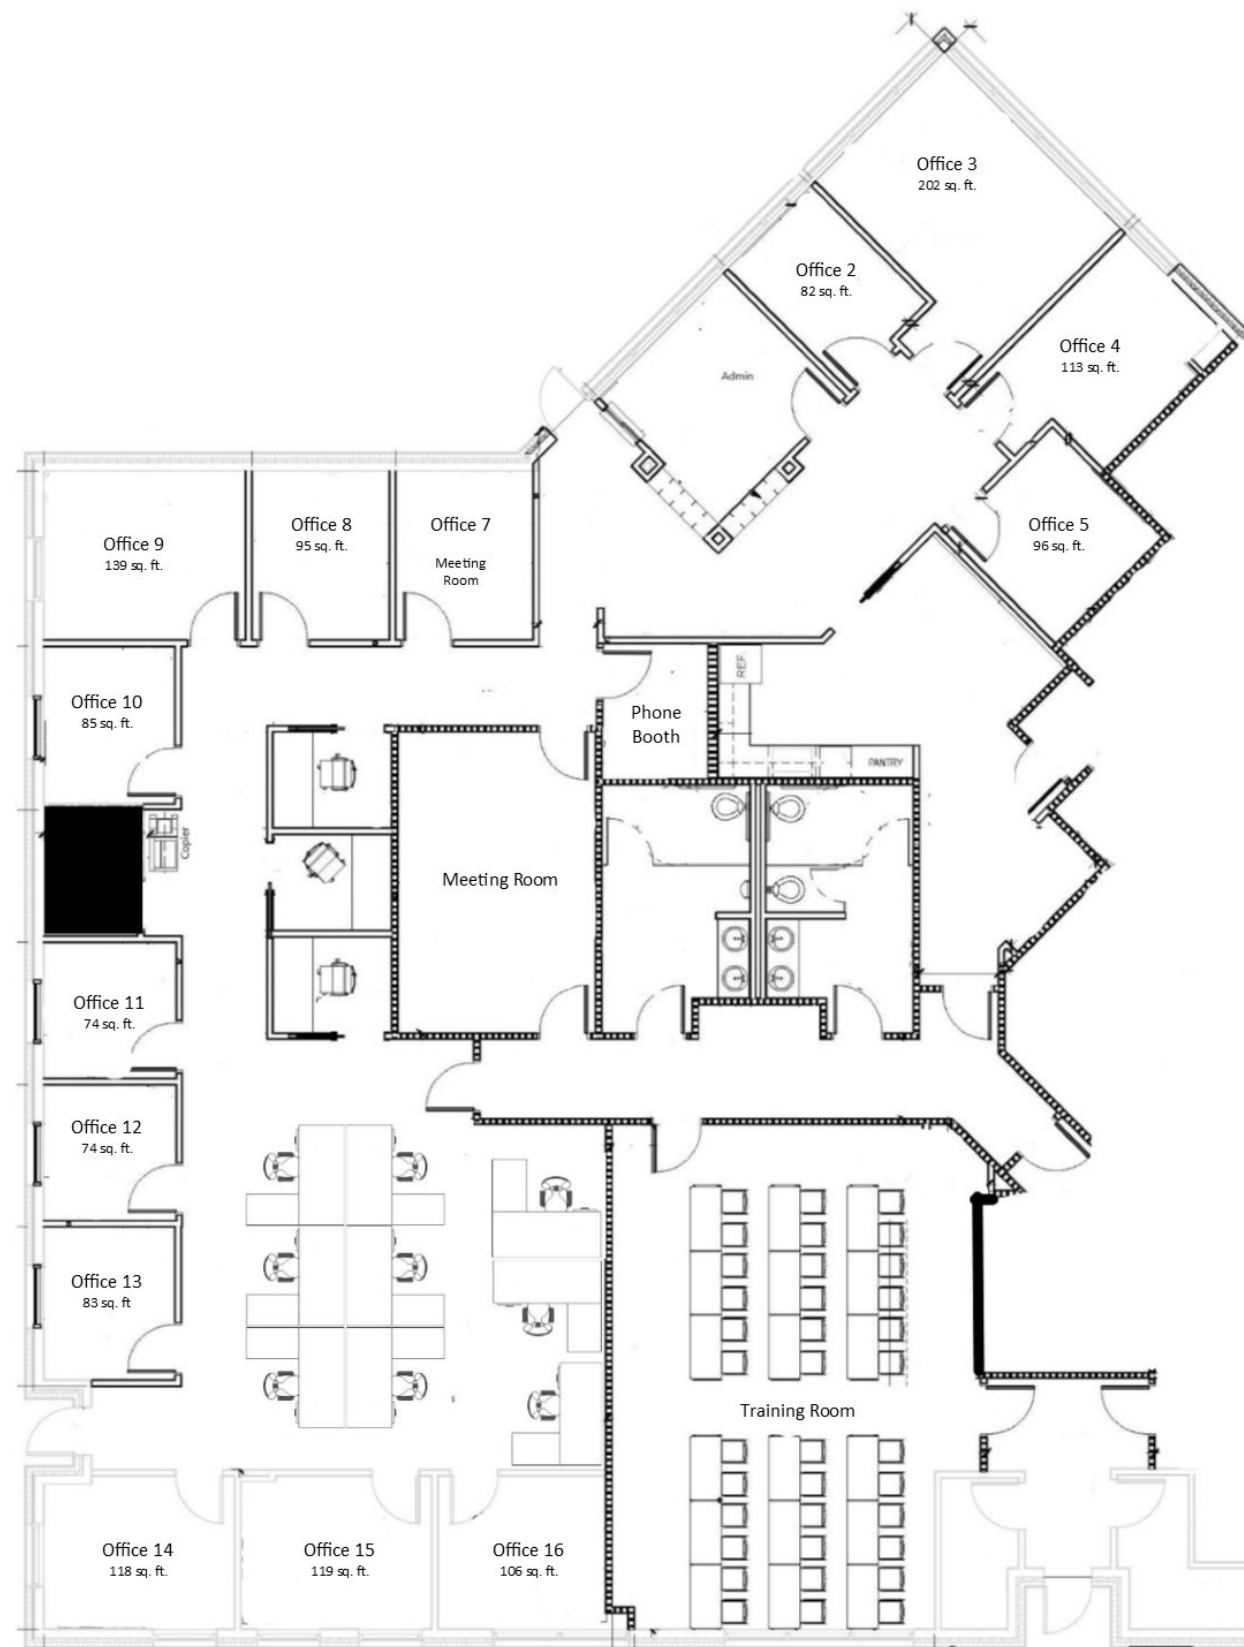 Office 3
202 sq. ft.
Office 2
82 sq. ft.
Office 4
113 sq. ft.
Admin
Office 5
96 sq. ft.
Office 9
139 sq. ft.
Office 8
95 sq. ft.
Office 7
Meeting
Room
Office 10
85 sq. ft.
Phone
Booth
REF.
PANTRY
Copier
Meeting Room
Office 11
74 sq. ft.
Office 12
74 sq. ft.
Office 13
83 sq. ft
Training Room
Office 14
118 sq. ft.
Office 15
119 sq. ft.
Office 16
106 sq. ft.